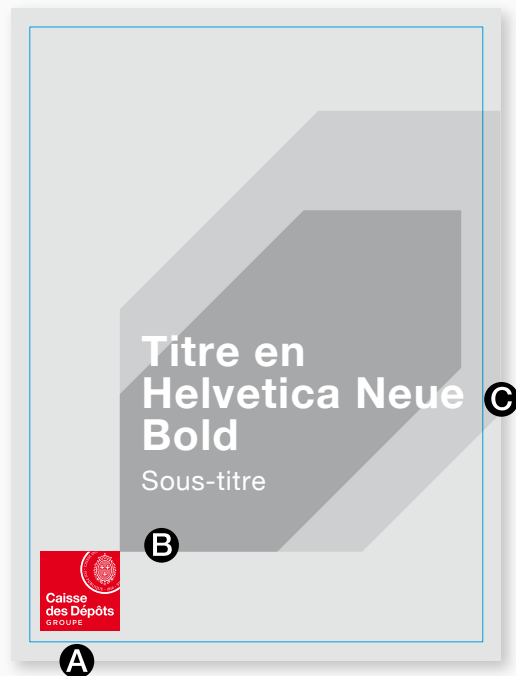 Titre en
Helvetica Neue
Bold
Sous-titre
C
B
Caisse
des Dépôts
GROUPE
A